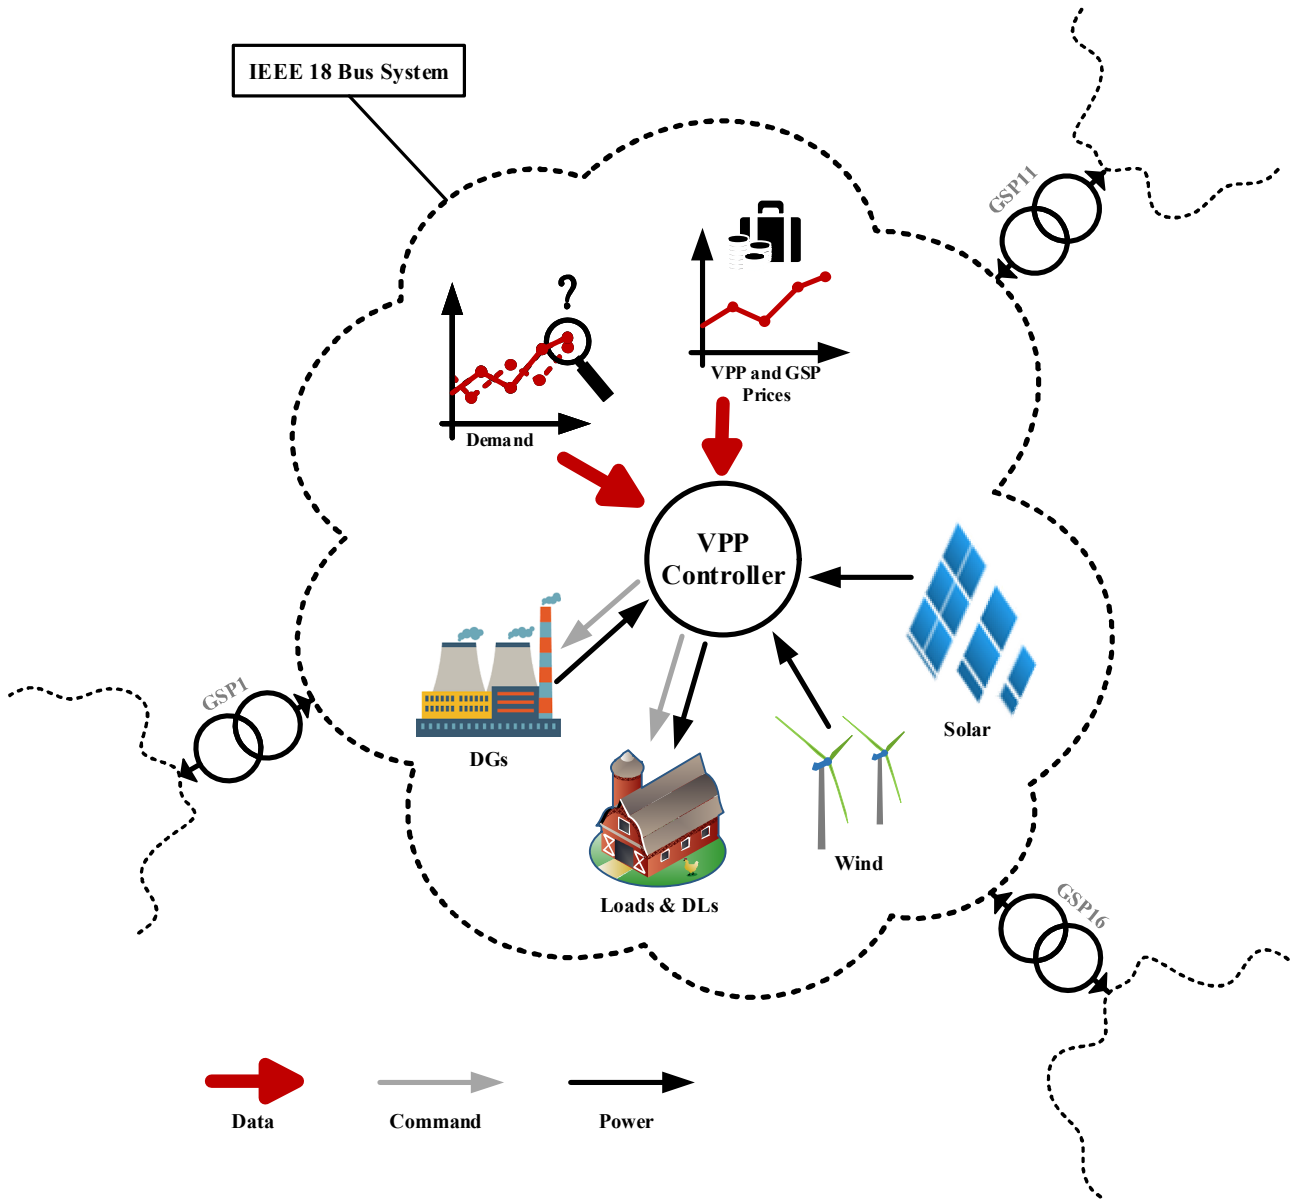 IEEE 18 Bus System
GSP11
?
VPP and GSP
Prices
Demand
VPP
Controller
GSP1
Solar
DGs
Wind
GSP16
Loads & DLs
Data
Command
Power